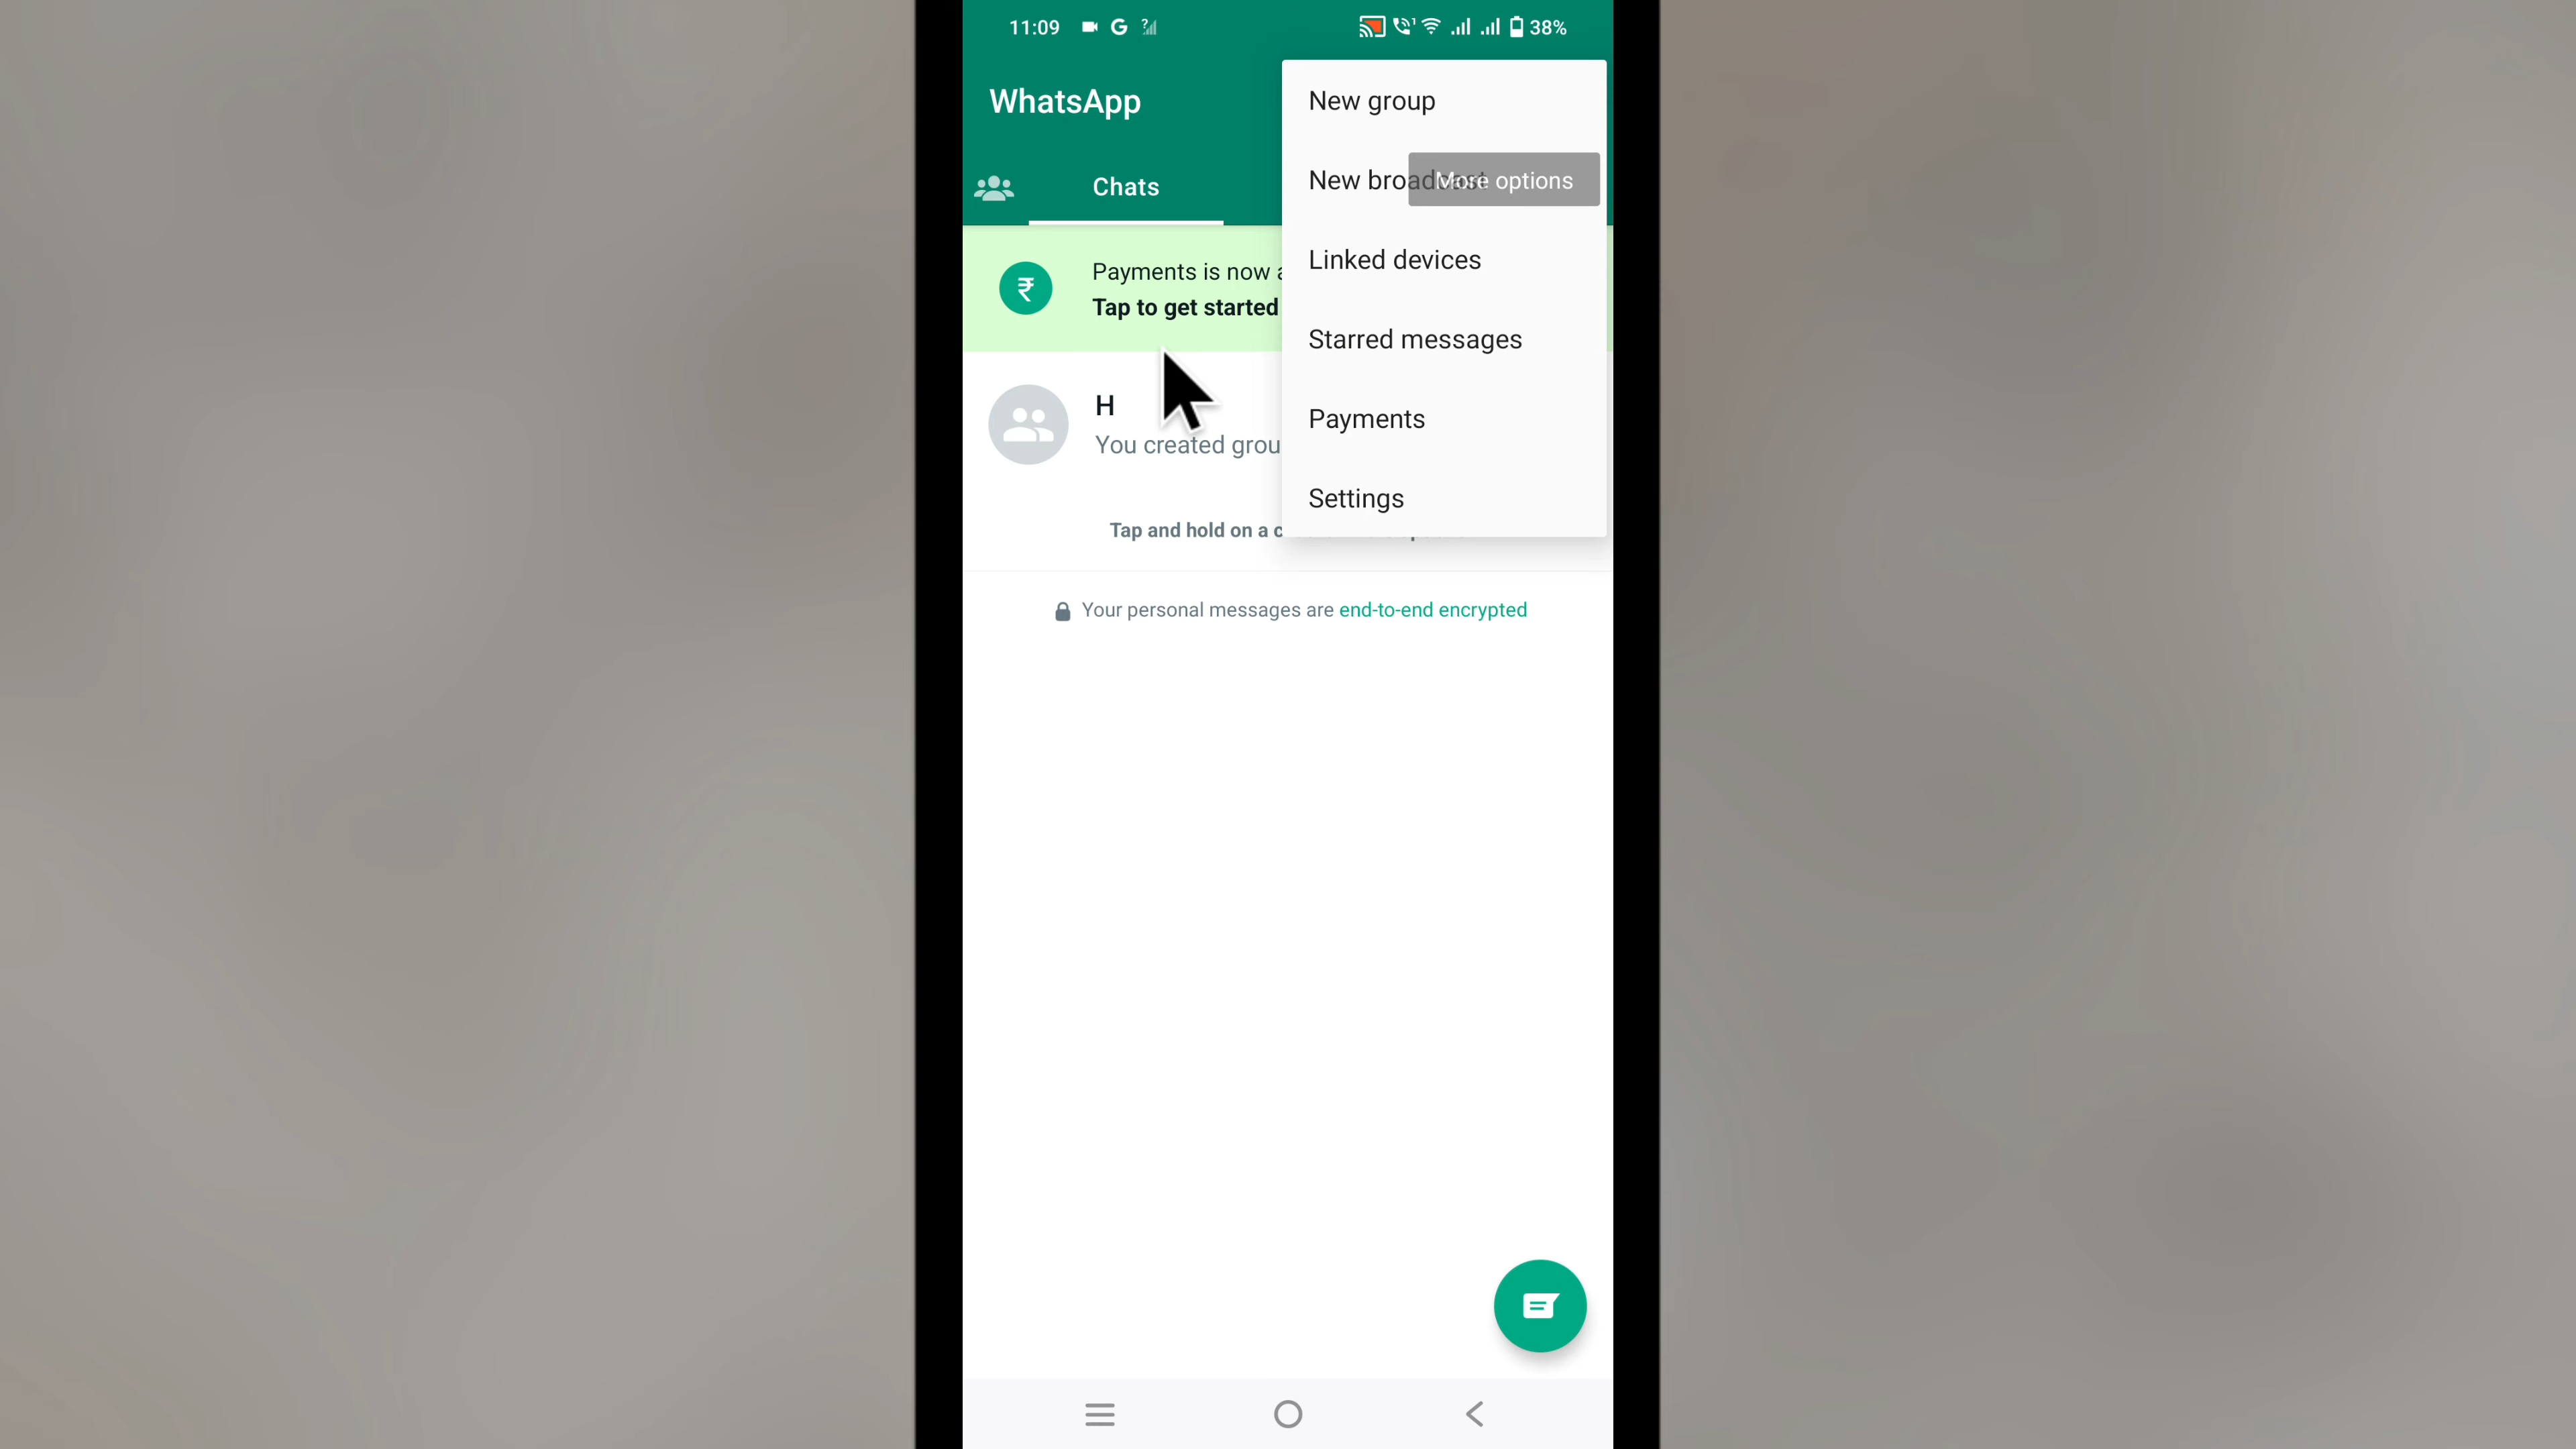 11:09
38%
WhatsApp
New group
Chats
New broadcast
More options
Payments is now
Tap to get started
Linked devices
Starred messages
H
You created grou
Payments
Settings
Tap and hold on a
Your personal messages are end-to-end encrypted